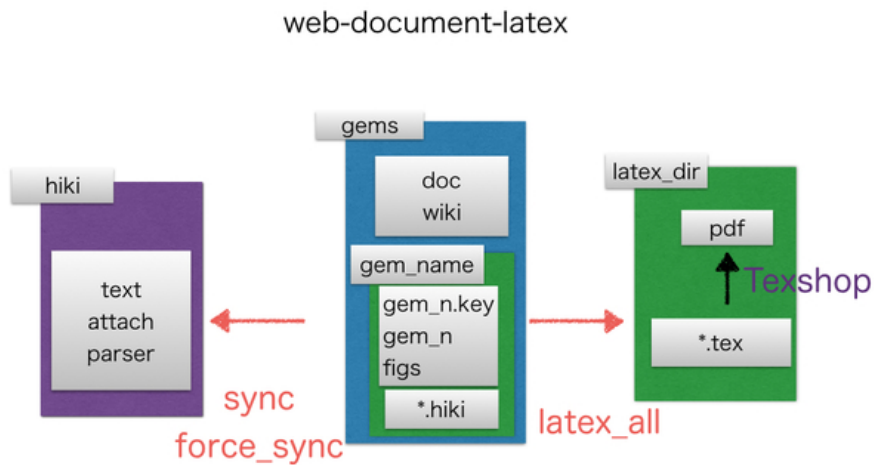 web-document-latex
hiki
text
attach
parser
sync
force_sync
gems
doc
wiki
gem_name
gem_n.key
gem_n
figs
*.hiki
latex_all
latex_dir
pdf
Texshop
*.tex